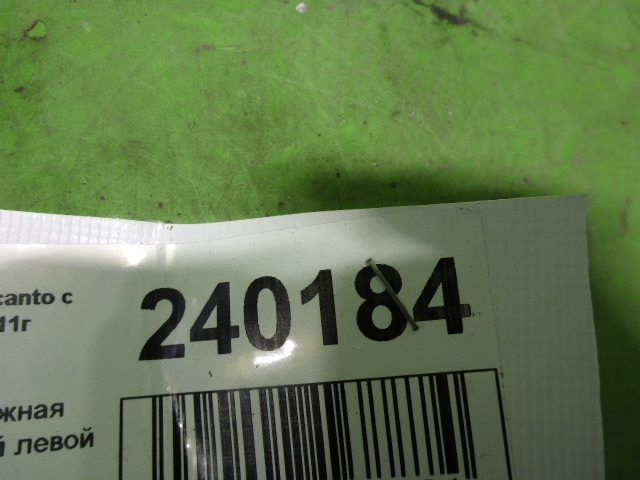 canto с
11г
240184
жная
й левой